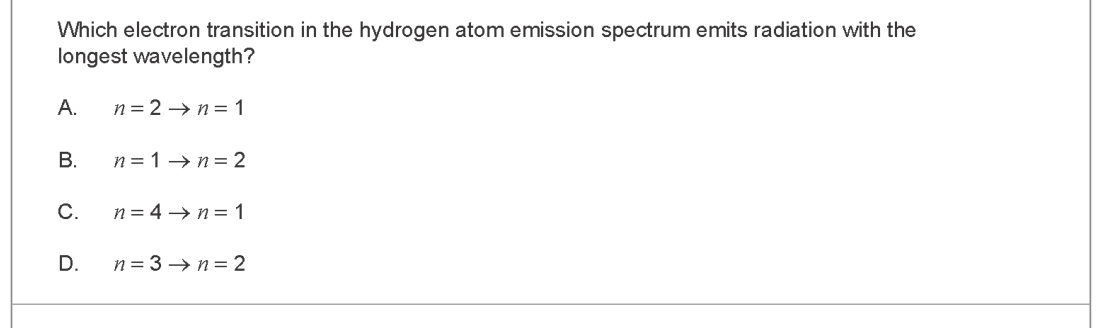 Which electron transition in the hydrogen atom emission spectrum emits radiation with the
longest wavelength?
A. n = 2 → n = 1
B. n = 1 → n = 2
C. n = 4 → n = 1
D. n = 3 → n = 2